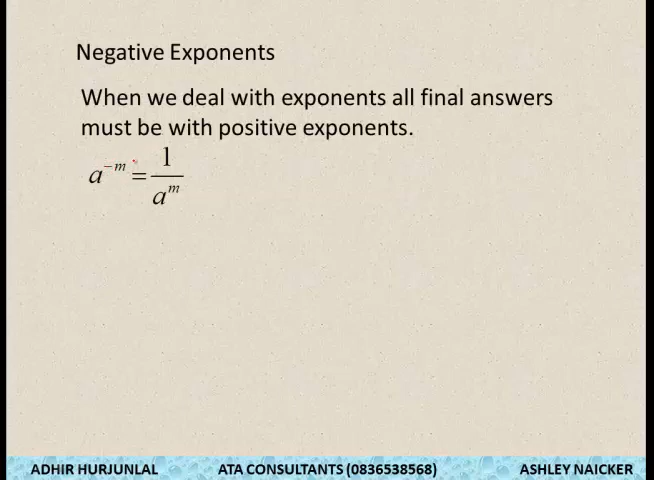 Negative Exponents
When we deal with exponents all final answers
must be with positive exponents.
a^{-m} = \frac{1}{a^m}
ADHIR HURJUNLAL ATA CONSULTANTS (0836538568) ASHLEY NAICKER